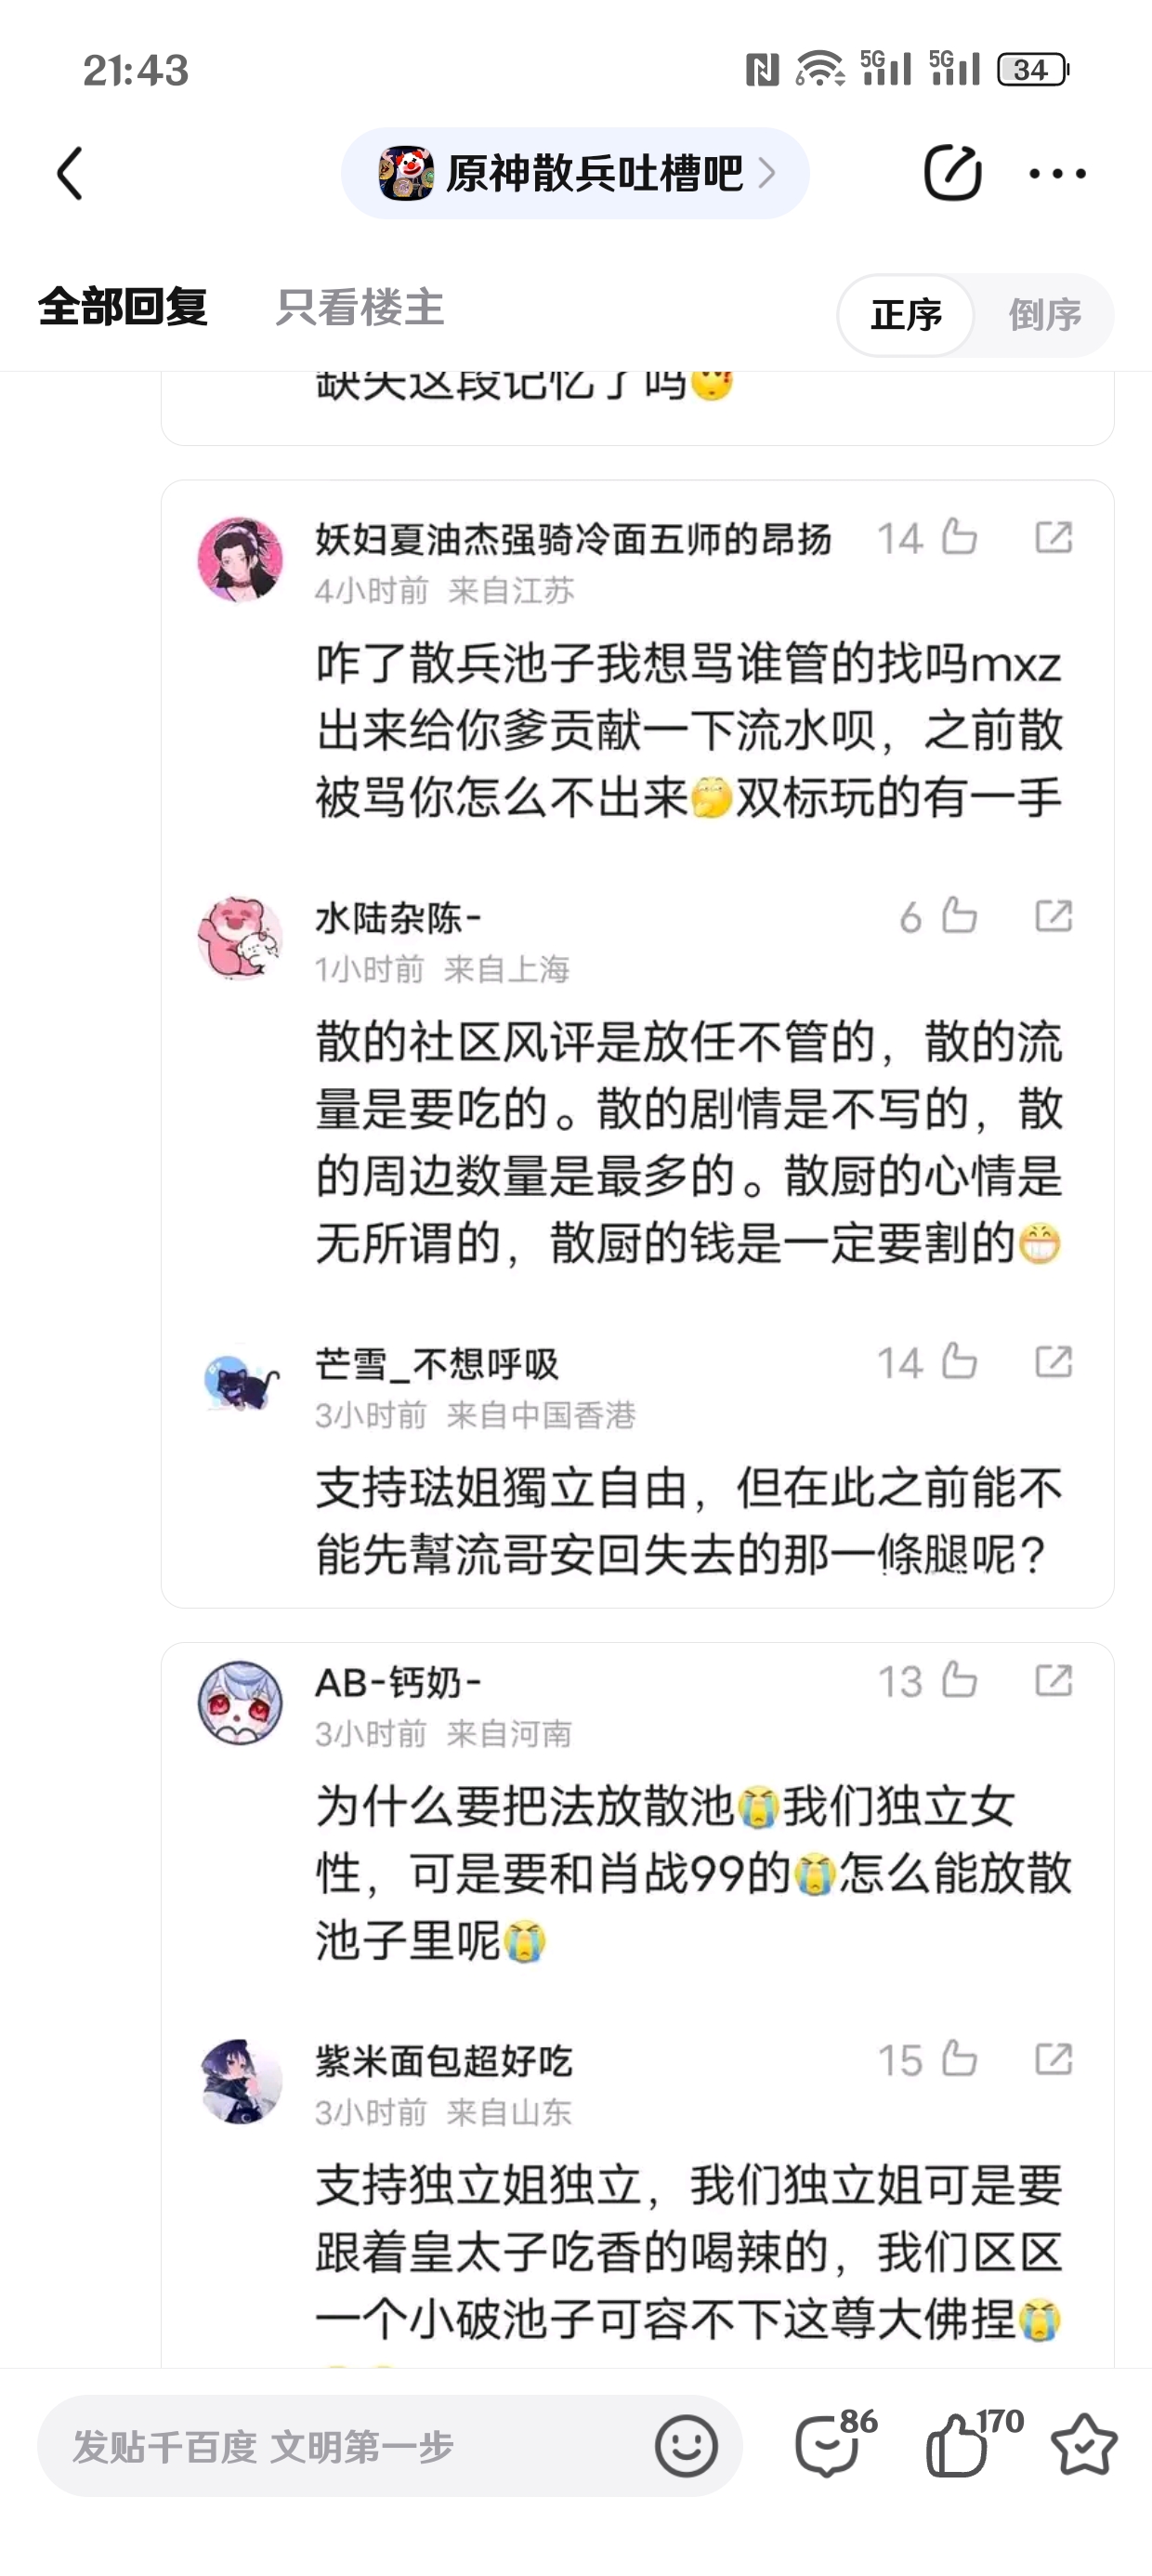 21:43
5G 5G 34
原神散兵吐槽吧
全部回复 只看楼主 正序 倒序
缺失这段记忆了吗
妖妇夏油杰强骑冷面五师的昂扬 14
4小时前 来自江苏
咋了散兵池子我想骂谁管的找吗mxz
出来给你爹贡献一下流水呗，之前散
被骂你怎么不出来双标玩的有一手
水陆杂陈- 6
1小时前 来自上海
散的社区风评是放任不管的，散的流
量是要吃的。散的剧情是不写的，散
的周边数量是最多的。散厨的心情是
无所谓的，散厨的钱是一定要割的
芒雪_不想呼吸 14
3小时前 来自中国香港
支持琺姐獨立自由，但在此之前能不
能先幫流哥安回失去的那一條腿呢？
AB-钙奶- 13
3小时前 来自河南
为什么要把法放散池😭我们独立女
性，可是要和肖战99的😭怎么能放散
池子里呢😭
紫米面包超好吃 15
3小时前 来自山东
支持独立姐独立，我们独立姐可是要
跟着皇太子吃香的喝辣的，我们区区
一个小破池子可容不下这尊大佛捏😭
发贴千百度 文明第一步 86 170